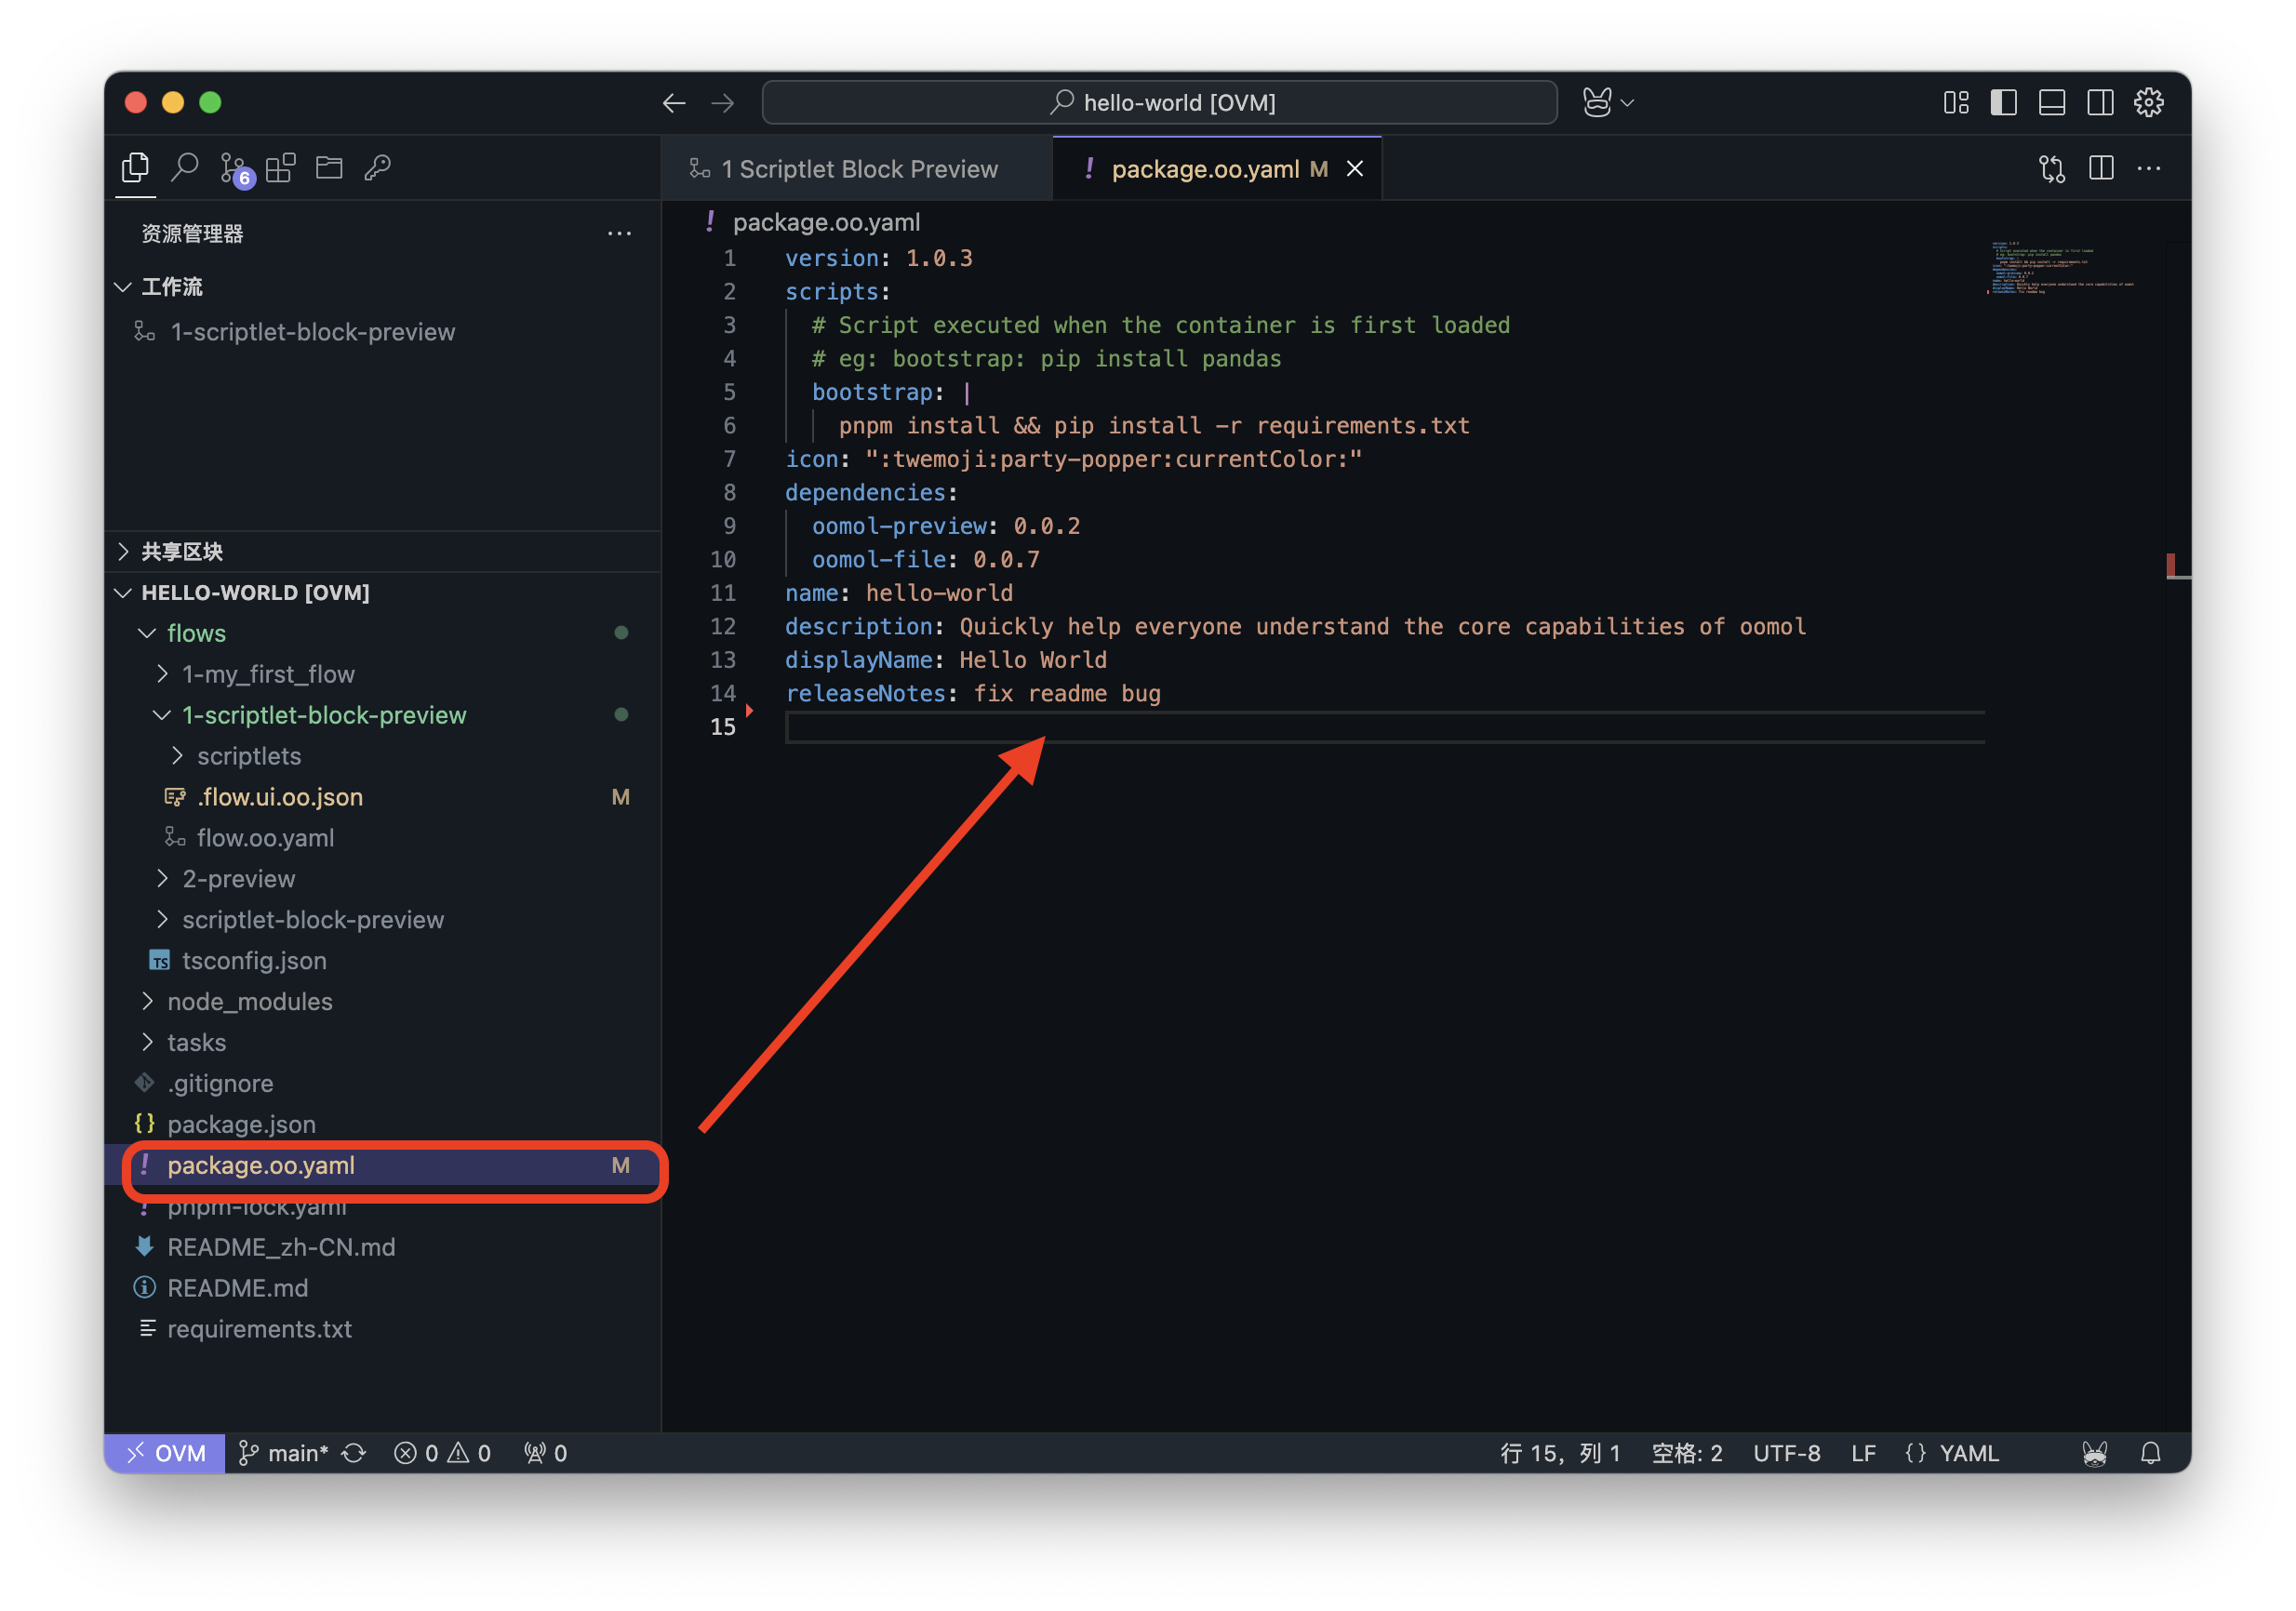 hello-world [OVM]
6
1 Scriptlet Block Preview
! package.oo.yaml M
资源管理器
工作流
1-scriptlet-block-preview
共享区块
HELLO-WORLD [OVM]
flows
1-my_first_flow
1-scriptlet-block-preview
scriptlets
.flow.ui.oo.json M
flow.oo.yaml
2-preview
scriptlet-block-preview
TS tsconfig.json
node_modules
tasks
.gitignore
{} package.json
! package.oo.yaml M
! pnpm-lock.yaml
README_zh-CN.md
README.md
requirements.txt
! package.oo.yaml
1 version: 1.0.3
2 scripts:
3 # Script executed when the container is first loaded
4 # eg: bootstrap: pip install pandas
5 bootstrap: |
6 pnpm install && pip install -r requirements.txt
7 icon: ":twemoji:party-popper:currentColor:"
8 dependencies:
9 oomol-preview: 0.0.2
10 oomol-file: 0.0.7
11 name: hello-world
12 description: Quickly help everyone understand the core capabilities of oomol
13 displayName: Hello World
14 releaseNotes: fix readme bug
15
OVM main* 0 0 0 行 15，列 1 空格: 2 UTF-8 LF {} YAML